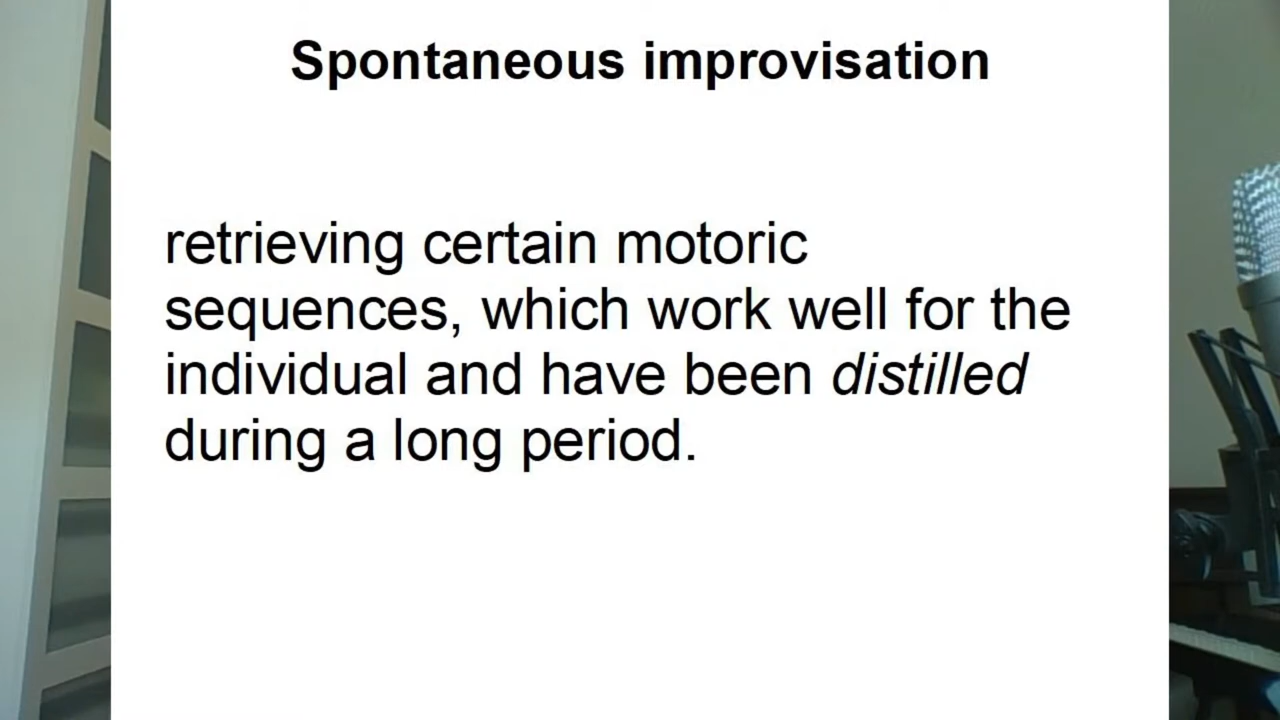 Spontaneous improvisation
retrieving certain motoric
sequences, which work well for the
individual and have been distilled
during a long period.